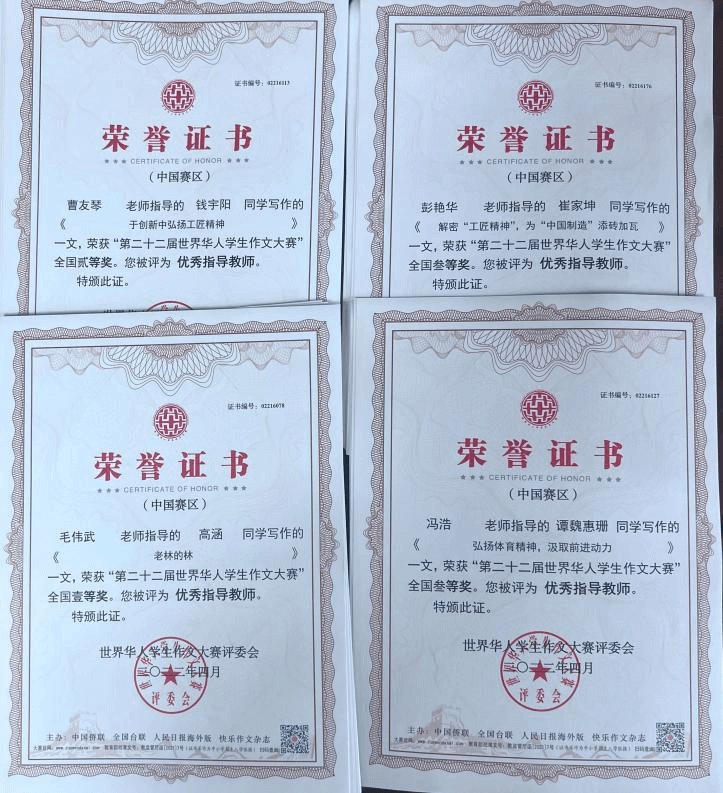 证书编号：02216113
荣誉证书
★★★ CERTIFICATE OF HONOR ★★★
（中国赛区）
曹友琴 老师指导的 钱宇阳 同学写作的
《 于创新中弘扬工匠精神 》
一文，荣获“第二十二届世界华人学生作文大赛”
全国贰等奖。您被评为 优秀指导教师。
特颁此证。
证书编号：02216176
荣誉证书
★★★ CERTIFICATE OF HONOR ★★★
（中国赛区）
彭艳华 老师指导的 崔家坤 同学写作的
《 解密“工匠精神”，为“中国制造”添砖加瓦 》
一文，荣获“第二十二届世界华人学生作文大赛”
全国叁等奖。您被评为 优秀指导教师。
特颁此证。
证书编号：02216078
荣誉证书
★★★ CERTIFICATE OF HONOR ★★★
（中国赛区）
毛伟武 老师指导的 高涵 同学写作的
《 老林的林 》
一文，荣获“第二十二届世界华人学生作文大赛”
全国壹等奖。您被评为 优秀指导教师。
特颁此证。
世界华人学生作文大赛评委会
二〇二二年四月
评委会
主办：中国侨联 全国台联 人民日报海外版 快乐作文杂志
证书编号：02216127
荣誉证书
★★★ CERTIFICATE OF HONOR ★★★
（中国赛区）
冯浩 老师指导的 谭魏惠珊 同学写作的
《 弘扬体育精神，汲取前进动力 》
一文，荣获“第二十二届世界华人学生作文大赛”
全国叁等奖。您被评为 优秀指导教师。
特颁此证。
世界华人学生作文大赛评委会
二〇二二年四月
评委会
主办：中国侨联 全国台联 人民日报海外版 快乐作文杂志